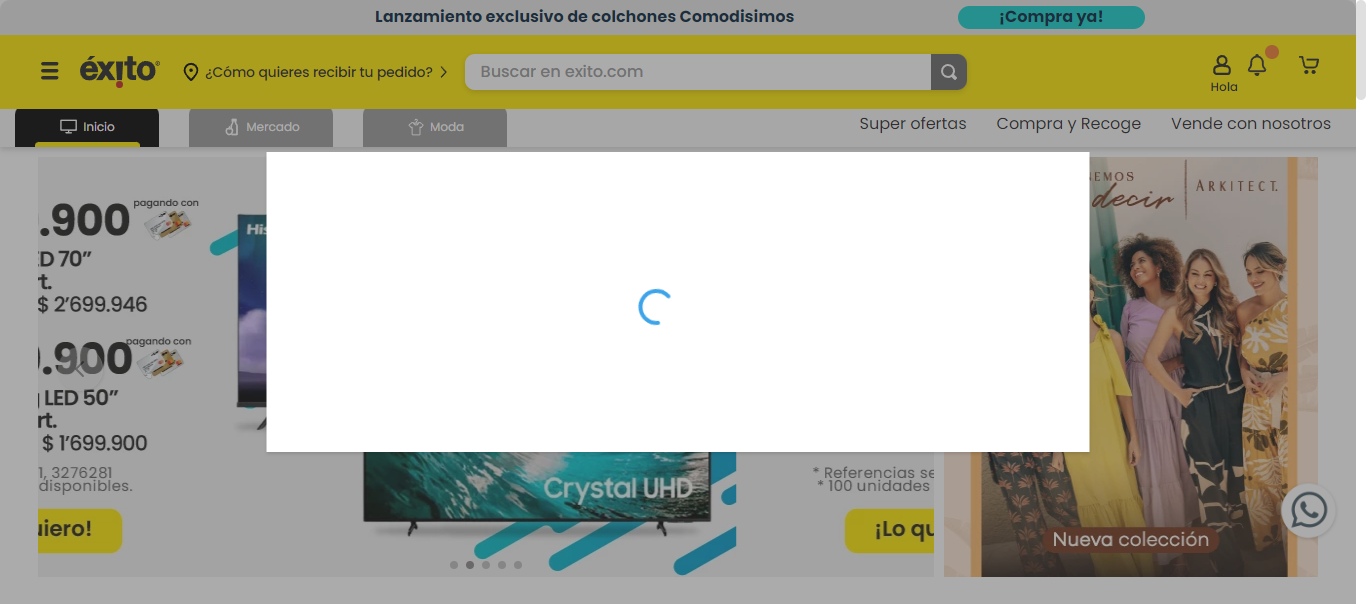 Lanzamiento exclusivo de colchones Comodisimos
¡Compra ya!
éxito
¿Cómo quieres recibir tu pedido?
Buscar en exito.com
Hola
Inicio
Mercado
Moda
Super ofertas
Compra y Recoge
Vende con nosotros
.900
pagando con
ED 70”
rt.
$ 2’699.946
His
9.900
pagando con
LED 50”
rt.
$ 1’699.900
1, 3276281
disponibles.
uiero!
Crystal UHD
* Referencias se
* 100 unidades
¡Lo qu
EMOS
decir
ARKITECT.
Nueva colección